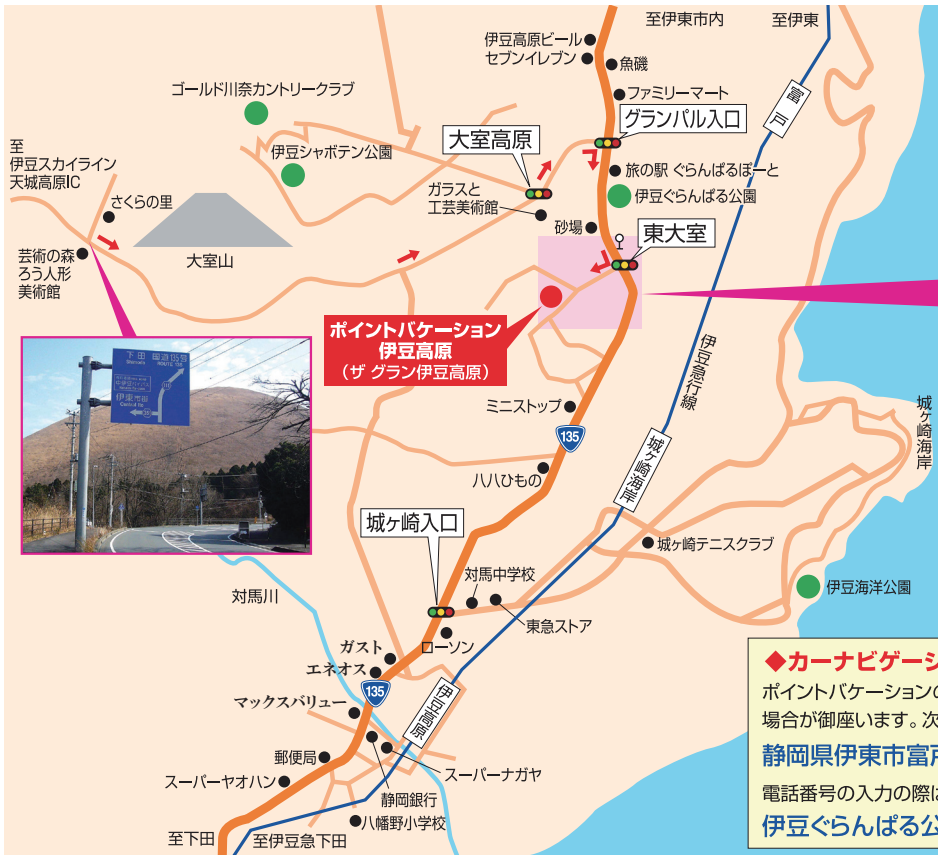 至伊東市内
至伊東
伊豆高原ビール
セブンイレブン
魚磯
ファミリーマート
富戸
ゴールド川奈カントリークラブ
グランパル入口
大室高原
至
伊豆スカイライン
天城高原IC
伊豆シャボテン公園
旅の駅 ぐらんぱるぽーと
ガラスと
工芸美術館
伊豆ぐらんぱる公園
さくらの里
砂場
東大室
芸術の森
ろう人形
美術館
大室山
ポイントバケーション
伊豆高原
(ザ グラン伊豆高原)
伊豆急行線
下田 国道135号
伊東市街
ミニストップ
135
城ヶ崎海岸
城ヶ崎海岸
八八ひもの
城ヶ崎入口
城ヶ崎テニスクラブ
対馬中学校
伊豆海洋公園
対馬川
東急ストア
ローソン
ガスト
エネオス
135
マックスバリュー
伊豆高原
郵便局
スーパーナガヤ
スーパーヤオハン
静岡銀行
八幡野小学校
至下田
至伊豆急下田
◆カーナビゲーシ
ポイントバケーションの
場合が御座います。次
静岡県伊東市富戸
電話番号の入力の際は
伊豆ぐらんぱる公